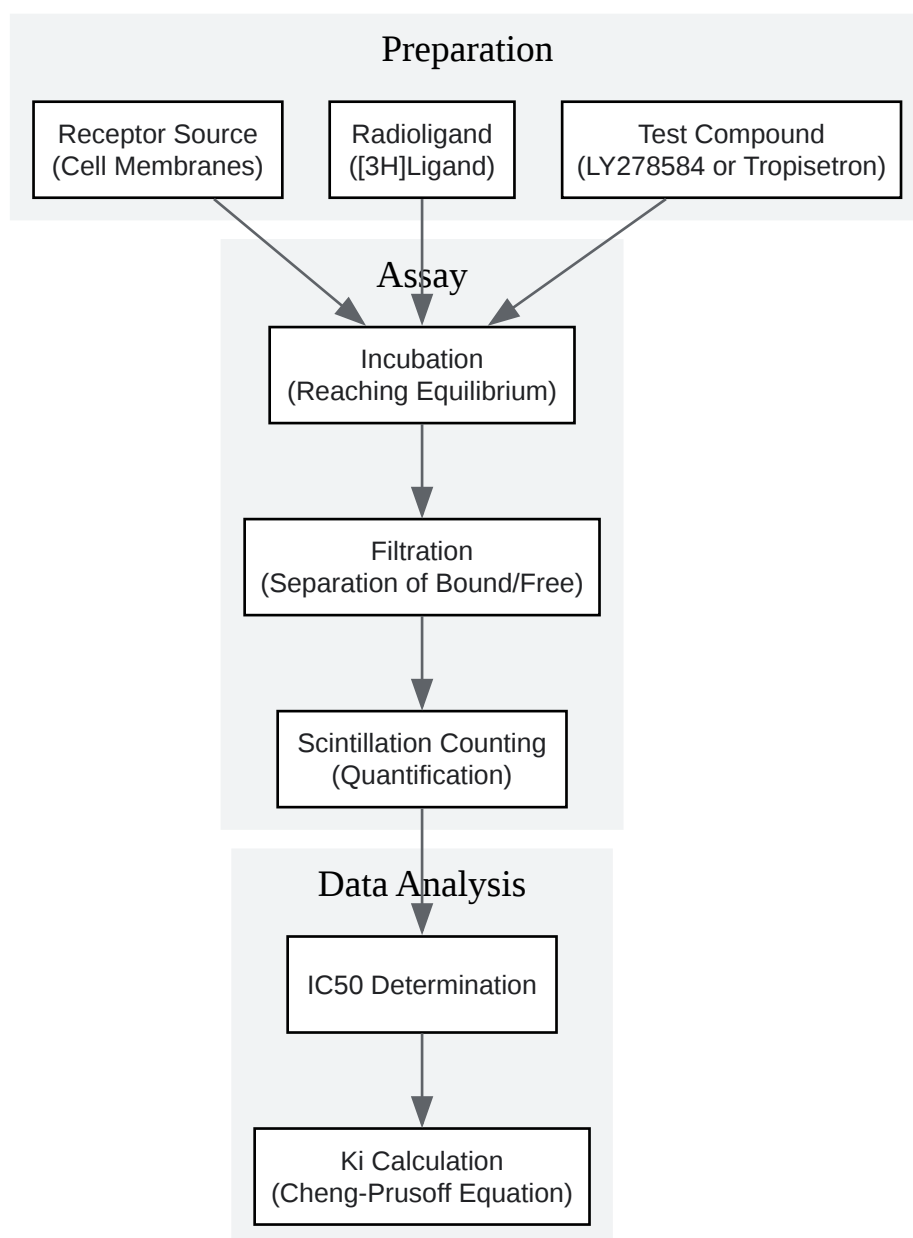 Preparation
Receptor Source
(Cell Membranes)
Radioligand
([3H]Ligand)
Test Compound
(LY278584 or Tropisetron)
Assay
Incubation
(Reaching Equilibrium)
Filtration
(Separation of Bound/Free)
Scintillation Counting
(Quantification)
Data Analysis
IC50 Determination
Ki Calculation
(Cheng-Prusoff Equation)